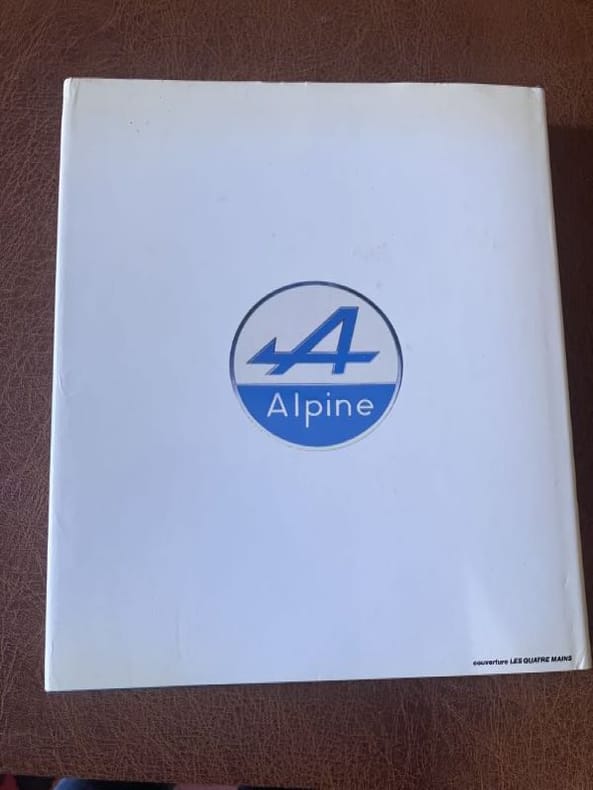 Alpine
couverture LES QUATRE MAINS